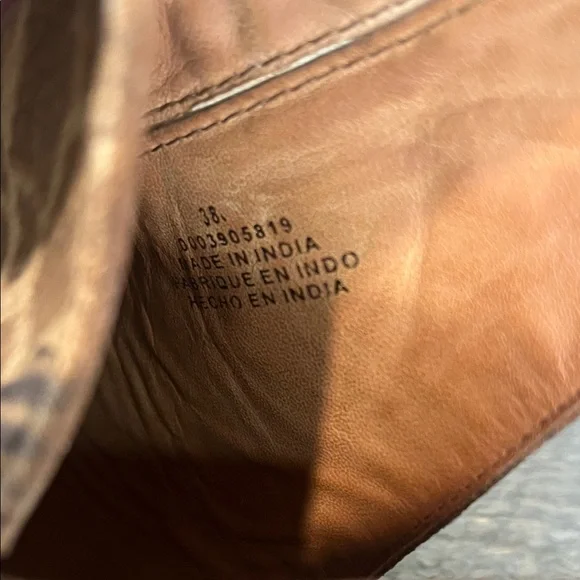 38.
0003905819
MADE IN INDIA
FABRIQUE EN INDO
HECHO EN INDIA